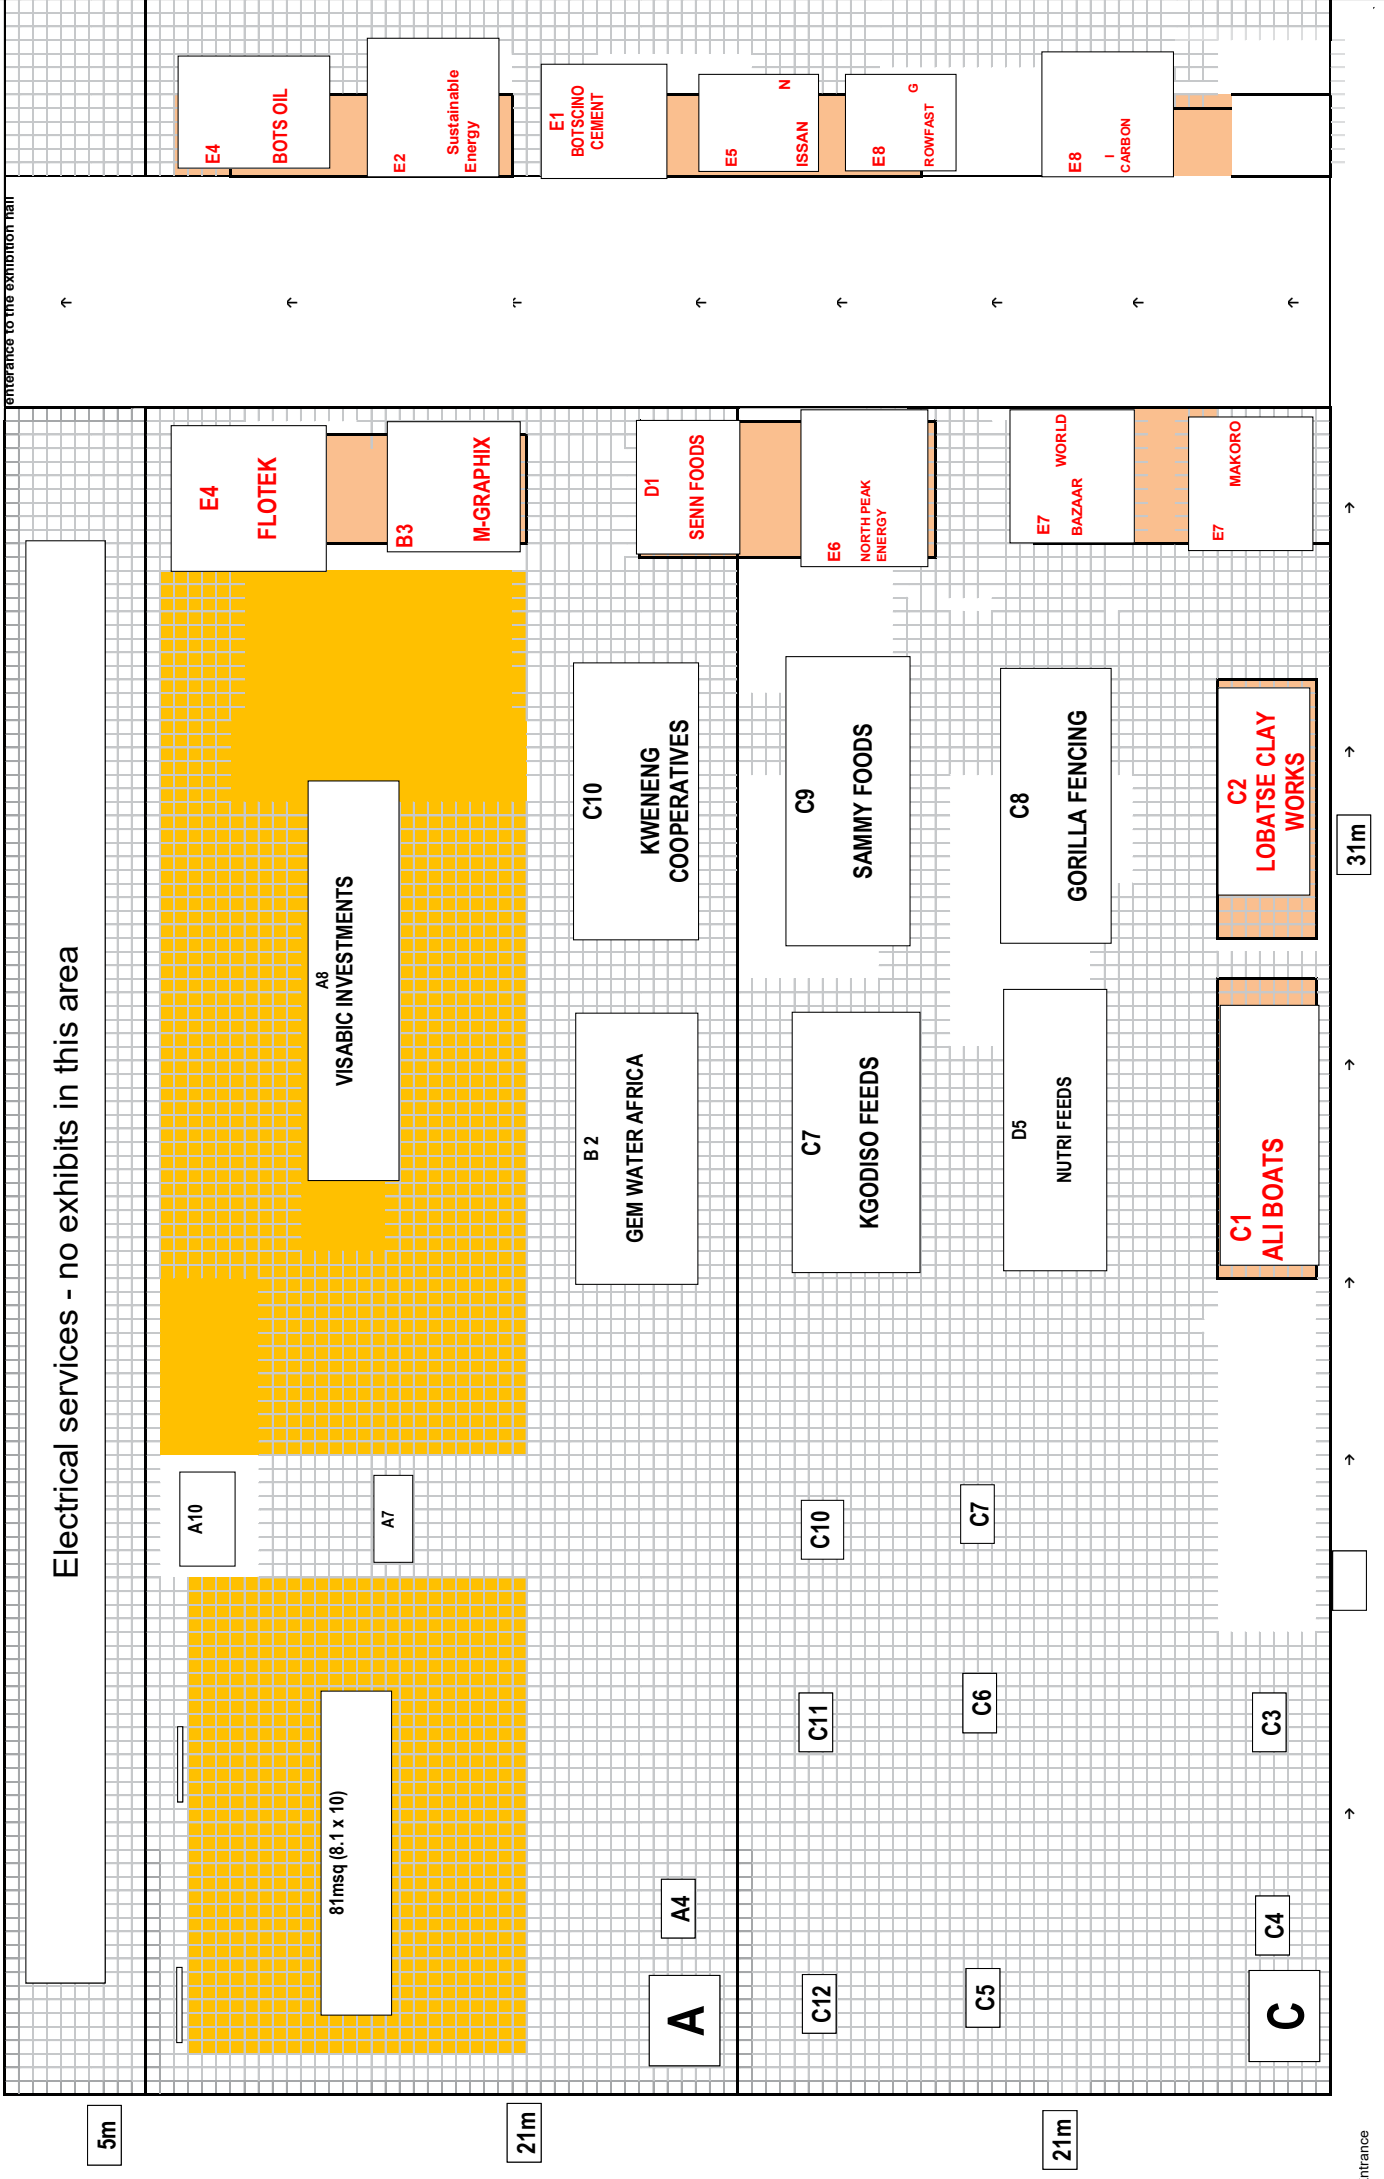 5m
Electrical services - no exhibits in this area
enterance to the exhibition hall
A10
E4
FLOTEK
E4
BOTS OIL
21m
81msq (8.1 x 10)
A7
A8
VISABIC INVESTMENTS
B3
M-GRAPHIX
E2
Sustainable
Energy
A
A4
B 2
GEM WATER AFRICA
C10
KWENENG
COOPERATIVES
D1
SENN FOODS
E1
BOTSCINO
CEMENT
E5
N
ISSAN
C12
C11
C10
C7
KGODISO FEEDS
C9
SAMMY FOODS
E6
NORTH PEAK
ENERGY
E8
G
ROWFAST
21m
C5
C6
C7
D5
NUTRI FEEDS
C8
GORILLA FENCING
E7
WORLD
BAZAAR
E8
I
CARBON
C
C4
C3
C1
ALI BOATS
C2
LOBATSE CLAY
WORKS
E7
MAKORO
31m
ntrance